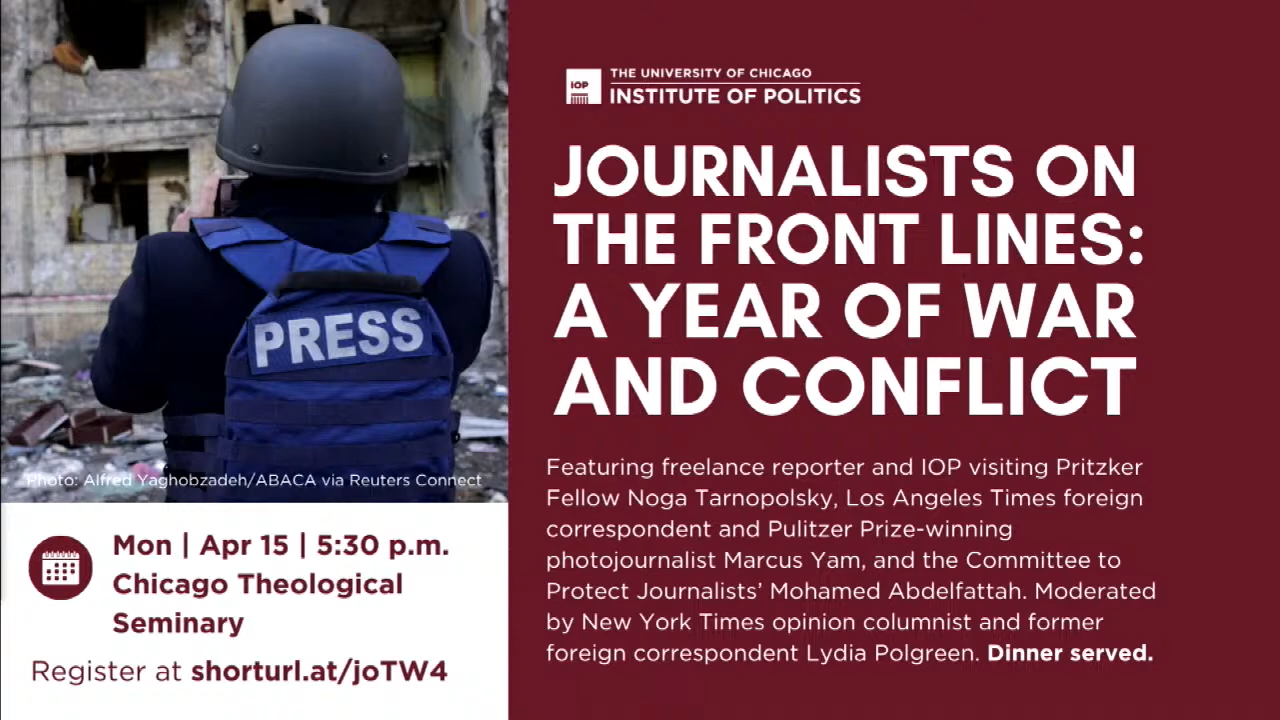 PRESS
Photo: Alfred Yaghobzadeh/ABACA via Reuters Connect
Mon | Apr 15 | 5:30 p.m.
Chicago Theological
Seminary
Register at shorturl.at/joTW4
IOP
THE UNIVERSITY OF CHICAGO
INSTITUTE OF POLITICS
JOURNALISTS ON
THE FRONT LINES:
A YEAR OF WAR
AND CONFLICT
Featuring freelance reporter and IOP visiting Pritzker
Fellow Noga Tarnopolsky, Los Angeles Times foreign
correspondent and Pulitzer Prize-winning
photojournalist Marcus Yam, and the Committee to
Protect Journalists’ Mohamed Abdelfattah. Moderated
by New York Times opinion columnist and former
foreign correspondent Lydia Polgreen. Dinner served.